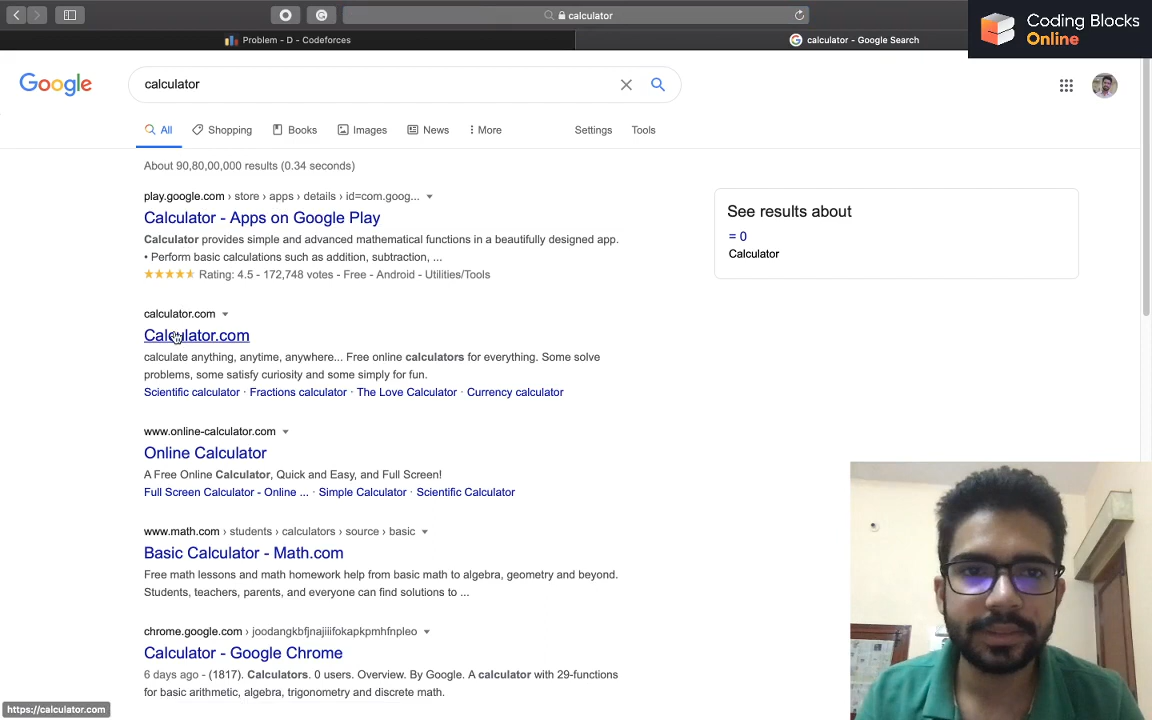 calculator
Problem - D - Codeforces
calculator - Google Search
Coding Blocks
Online
Google
calculator
All
Shopping
Books
Images
News
More
Settings
Tools
About 90,80,00,000 results (0.34 seconds)
play.google.com › store › apps › details › id=com.goog...
Calculator - Apps on Google Play
Calculator provides simple and advanced mathematical functions in a beautifully designed app.
• Perform basic calculations such as addition, subtraction, ...
Rating: 4.5 - 172,748 votes - Free - Android - Utilities/Tools
See results about
= 0
Calculator
calculator.com
Calculator.com
calculate anything, anytime, anywhere... Free online calculators for everything. Some solve
problems, some satisfy curiosity and some simply for fun.
Scientific calculator · Fractions calculator · The Love Calculator · Currency calculator
www.online-calculator.com
Online Calculator
A Free Online Calculator, Quick and Easy, and Full Screen!
Full Screen Calculator - Online ... · Simple Calculator · Scientific Calculator
www.math.com › students › calculators › source › basic
Basic Calculator - Math.com
Free math lessons and math homework help from basic math to algebra, geometry and beyond.
Students, teachers, parents, and everyone can find solutions to ...
chrome.google.com › joodangkbfjnajiiifokapkpmhfnpleo
Calculator - Google Chrome
6 days ago - (1817). Calculators. 0 users. Overview. By Google. A calculator with 29-functions
for basic arithmetic, algebra, trigonometry and discrete math.
https://calculator.com